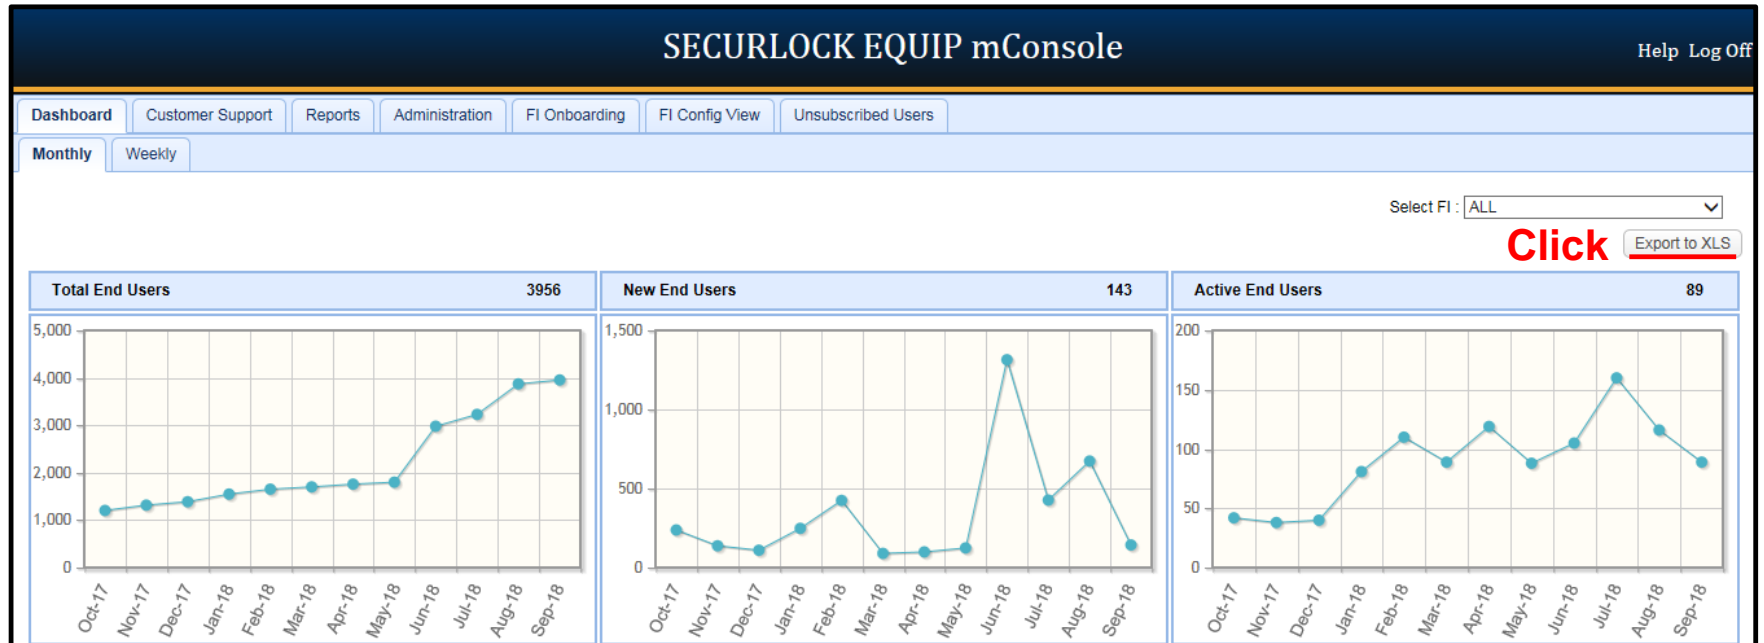 SECURLOCK EQUIP mConsole
Help Log Off
Dashboard Customer Support Reports Administration FI Onboarding FI Config View Unsubscribed Users
Monthly Weekly
Select FI : ALL
Click Export to XLS
Total End Users 3956
5,000
4,000
3,000
2,000
1,000
0
Oct-17 Nov-17 Dec-17 Jan-18 Feb-18 Mar-18 Apr-18 May-18 Jun-18 Jul-18 Aug-18 Sep-18
New End Users 143
1,500
1,000
500
0
Oct-17 Nov-17 Dec-17 Jan-18 Feb-18 Mar-18 Apr-18 May-18 Jun-18 Jul-18 Aug-18 Sep-18
Active End Users 89
200
150
100
50
0
Oct-17 Nov-17 Dec-17 Jan-18 Feb-18 Mar-18 Apr-18 May-18 Jun-18 Jul-18 Aug-18 Sep-18